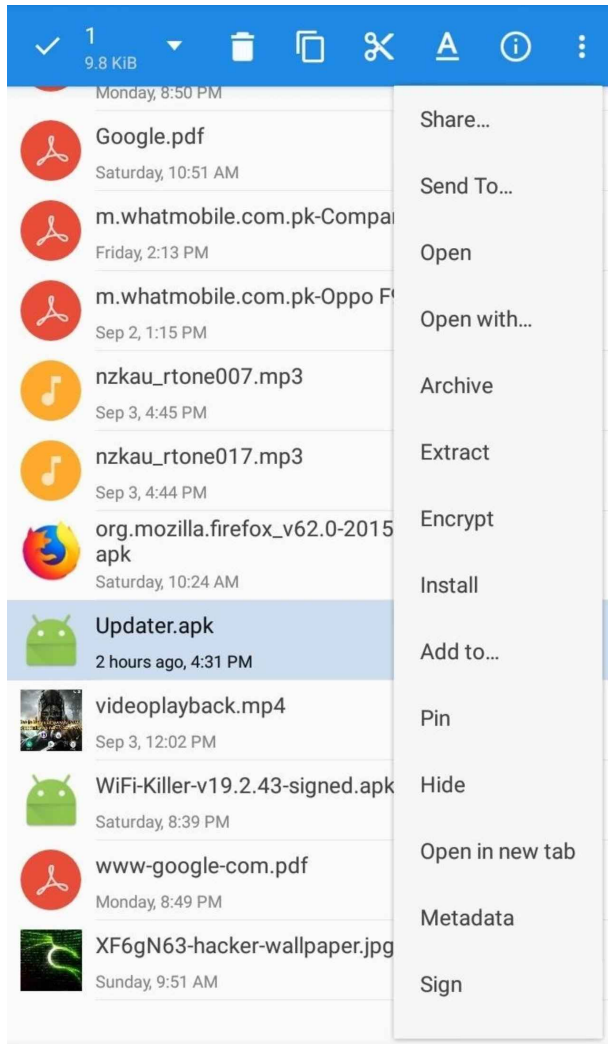 1
9.8 KiB
A
Monday, 8:50 PM
Google.pdf
Saturday, 10:51 AM
m.whatmobile.com.pk-Compar
Friday, 2:13 PM
m.whatmobile.com.pk-Oppo F9
Sep 2, 1:15 PM
nzkau_rtone007.mp3
Sep 3, 4:45 PM
nzkau_rtone017.mp3
Sep 3, 4:44 PM
org.mozilla.firefox_v62.0-2015
apk
Saturday, 10:24 AM
Updater.apk
2 hours ago, 4:31 PM
videoplayback.mp4
Sep 3, 12:02 PM
WiFi-Killer-v19.2.43-signed.apk
Saturday, 8:39 PM
www-google-com.pdf
Monday, 8:49 PM
XF6gN63-hacker-wallpaper.jpg
Sunday, 9:51 AM
Share...
Send To...
Open
Open with...
Archive
Extract
Encrypt
Install
Add to...
Pin
Hide
Open in new tab
Metadata
Sign